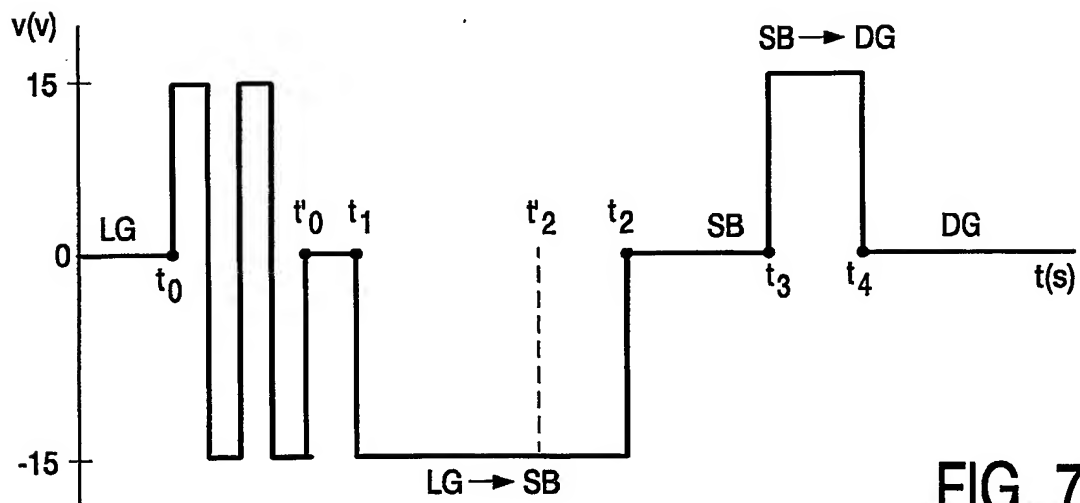 v(v)
SB → DG
15
LG
t'0
t1
t'2
t2
SB
DG
0
t0
t3
t4
t(s)
-15
LG → SB
FIG. 7